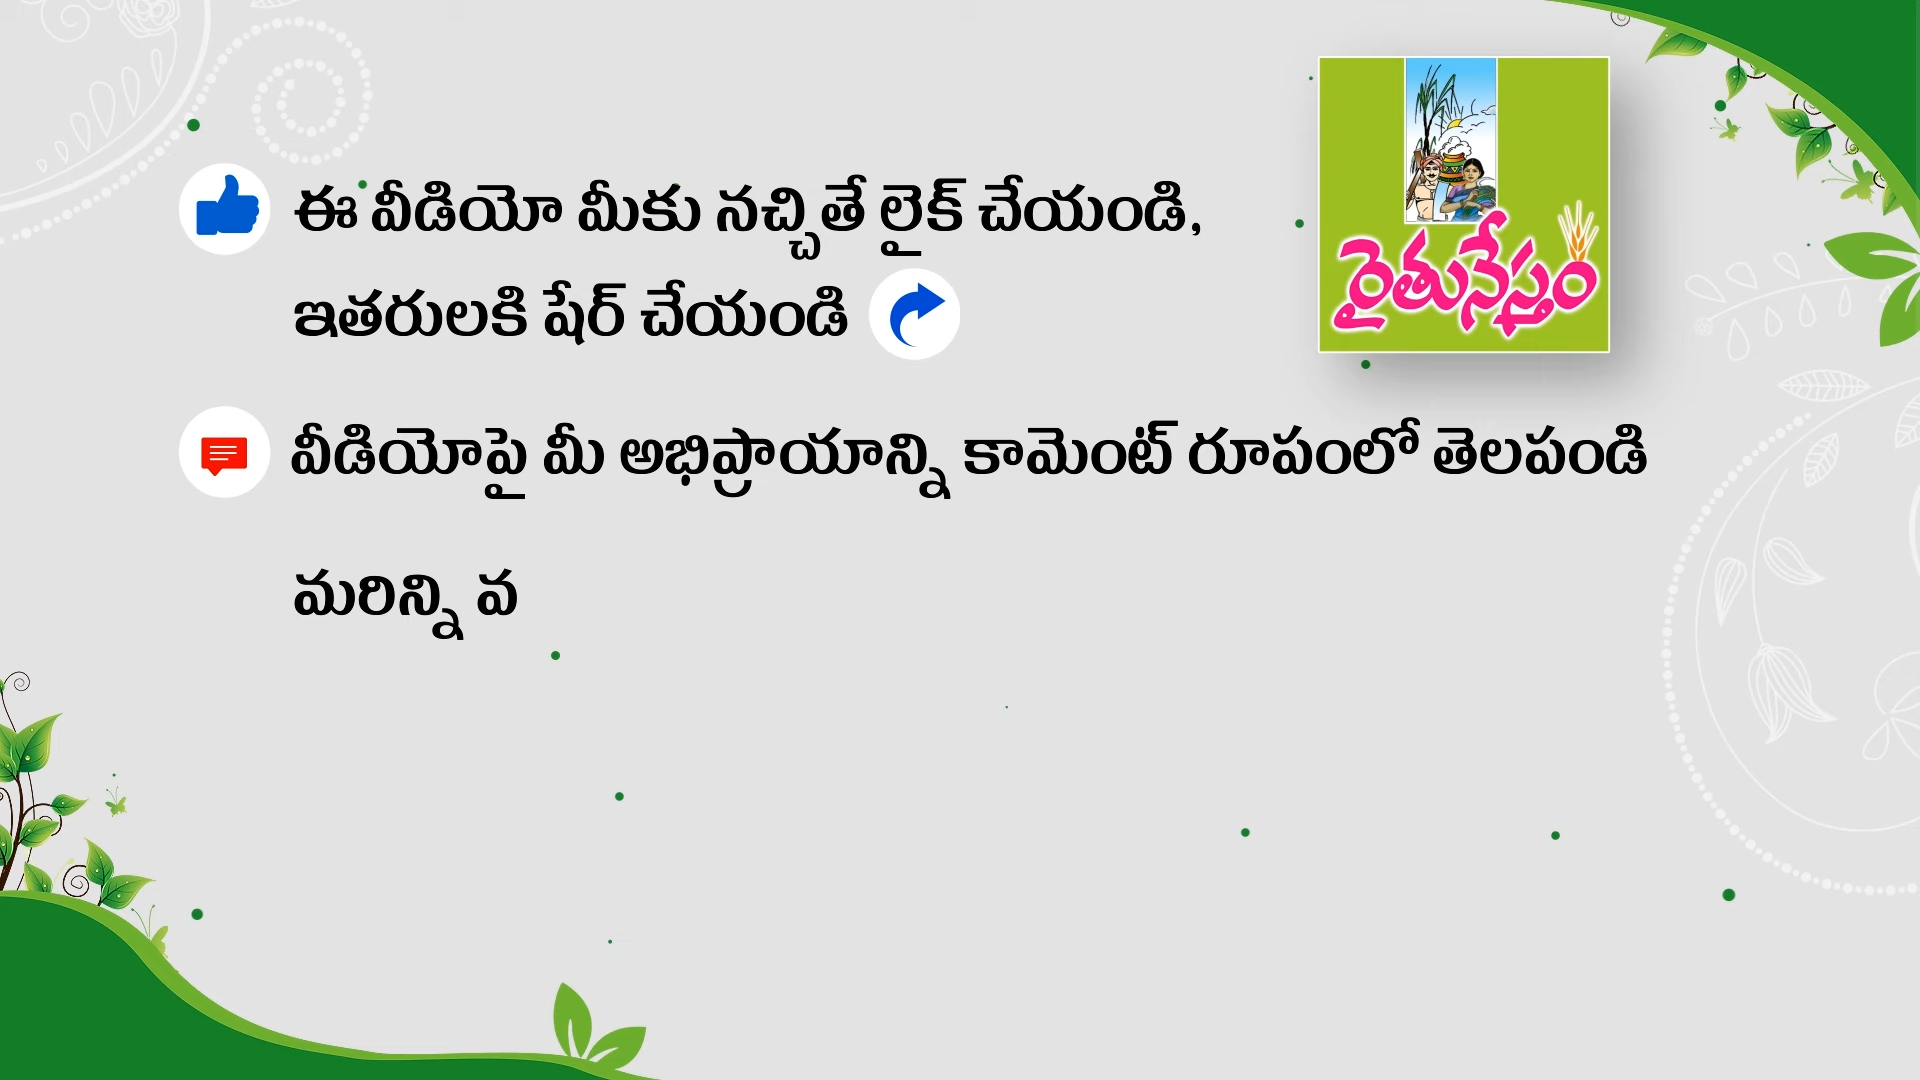 ఈ వీడియో మీకు నచ్చితే లైక్ చేయండి,
ఇతరులకి షేర్ చేయండి
రైతునేస్తం
వీడియోపై మీ అభిప్రాయాన్ని కామెంట్ రూపంలో తెలపండి
మరిన్ని వ